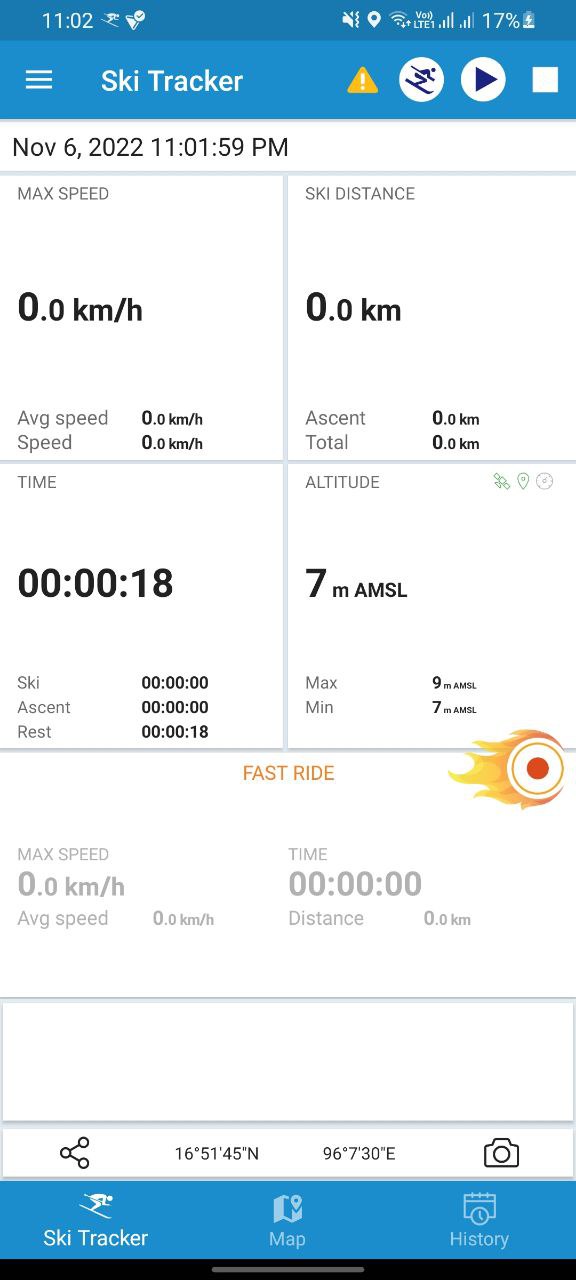 11:02 Vo)) LTE1 17%
Ski Tracker
Nov 6, 2022 11:01:59 PM
MAX SPEED SKI DISTANCE
0.0 km/h 0.0 km
Avg speed 0.0 km/h Ascent 0.0 km
Speed 0.0 km/h Total 0.0 km
TIME ALTITUDE
00:00:18 7 m AMSL
Ski 00:00:00 Max 9 m AMSL
Ascent 00:00:00 Min 7 m AMSL
Rest 00:00:18
FAST RIDE
MAX SPEED TIME
0.0 km/h 00:00:00
Avg speed 0.0 km/h Distance 0.0 km
16°51'45"N 96°7'30"E
Ski Tracker Map History